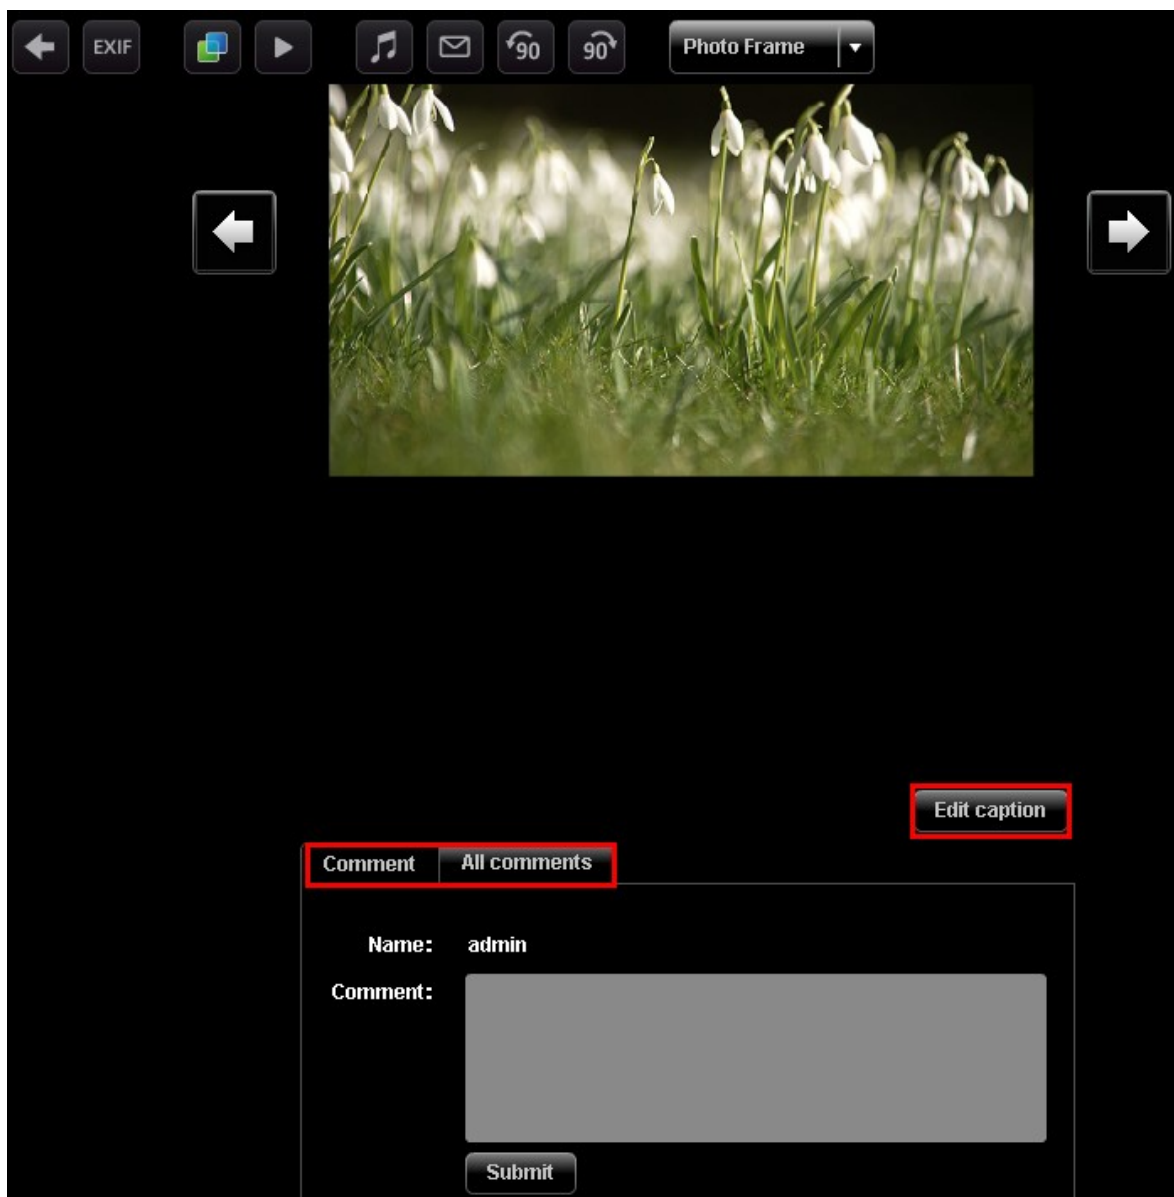 EXIF
90
90
Photo Frame
Edit caption
Comment
All comments
Name: admin
Comment:
Submit